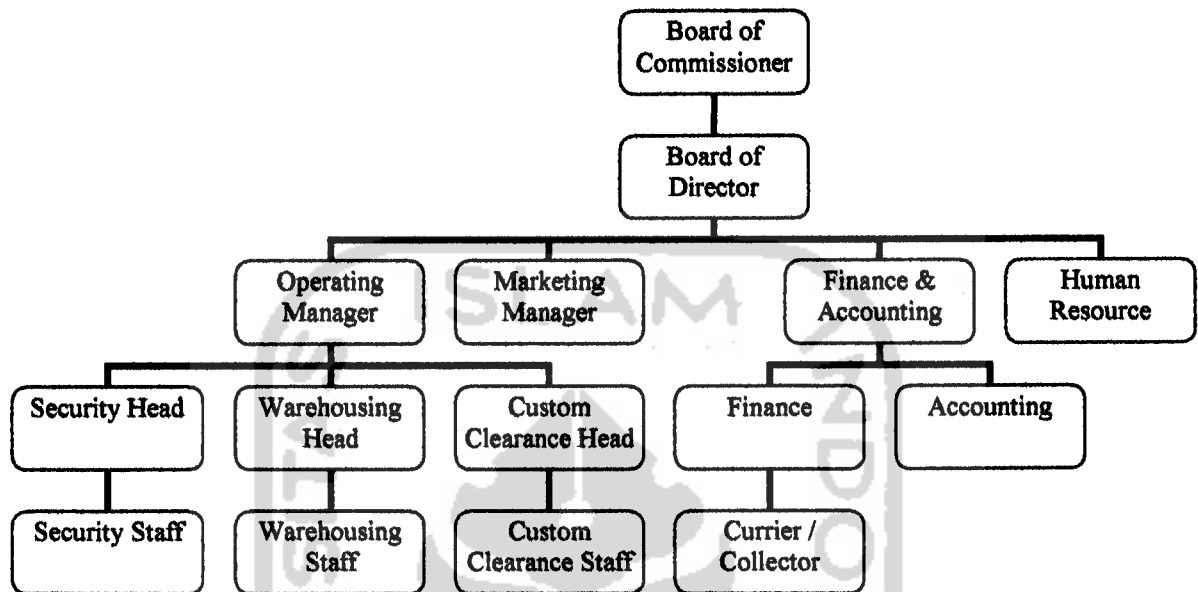 Board of
Commissioner
Board of
Director
Operating
Manager
Marketing
Manager
Finance &
Accounting
Human
Resource
Security Head
Warehousing
Head
Custom
Clearance Head
Finance
Accounting
Security Staff
Warehousing
Staff
Custom
Clearance Staff
Currier /
Collector
ISLAM